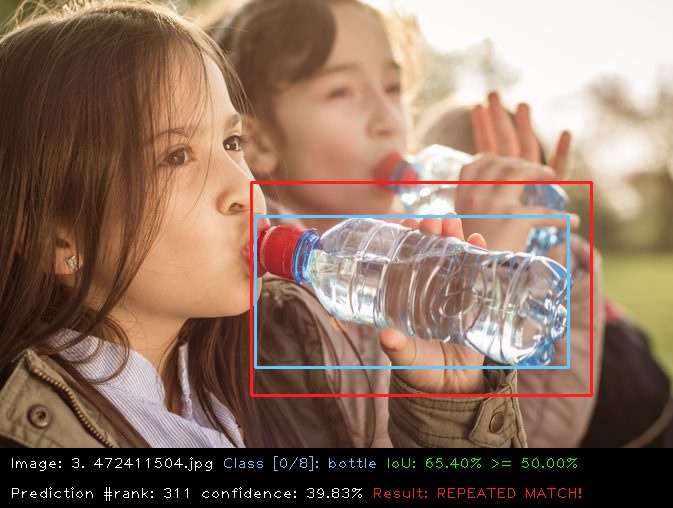 Image: 3. 472411504.jpg Class [0/8]: bottle IoU: 65.40% >= 50.00%
Prediction #rank: 311 confidence: 39.83% Result: REPEATED MATCH!